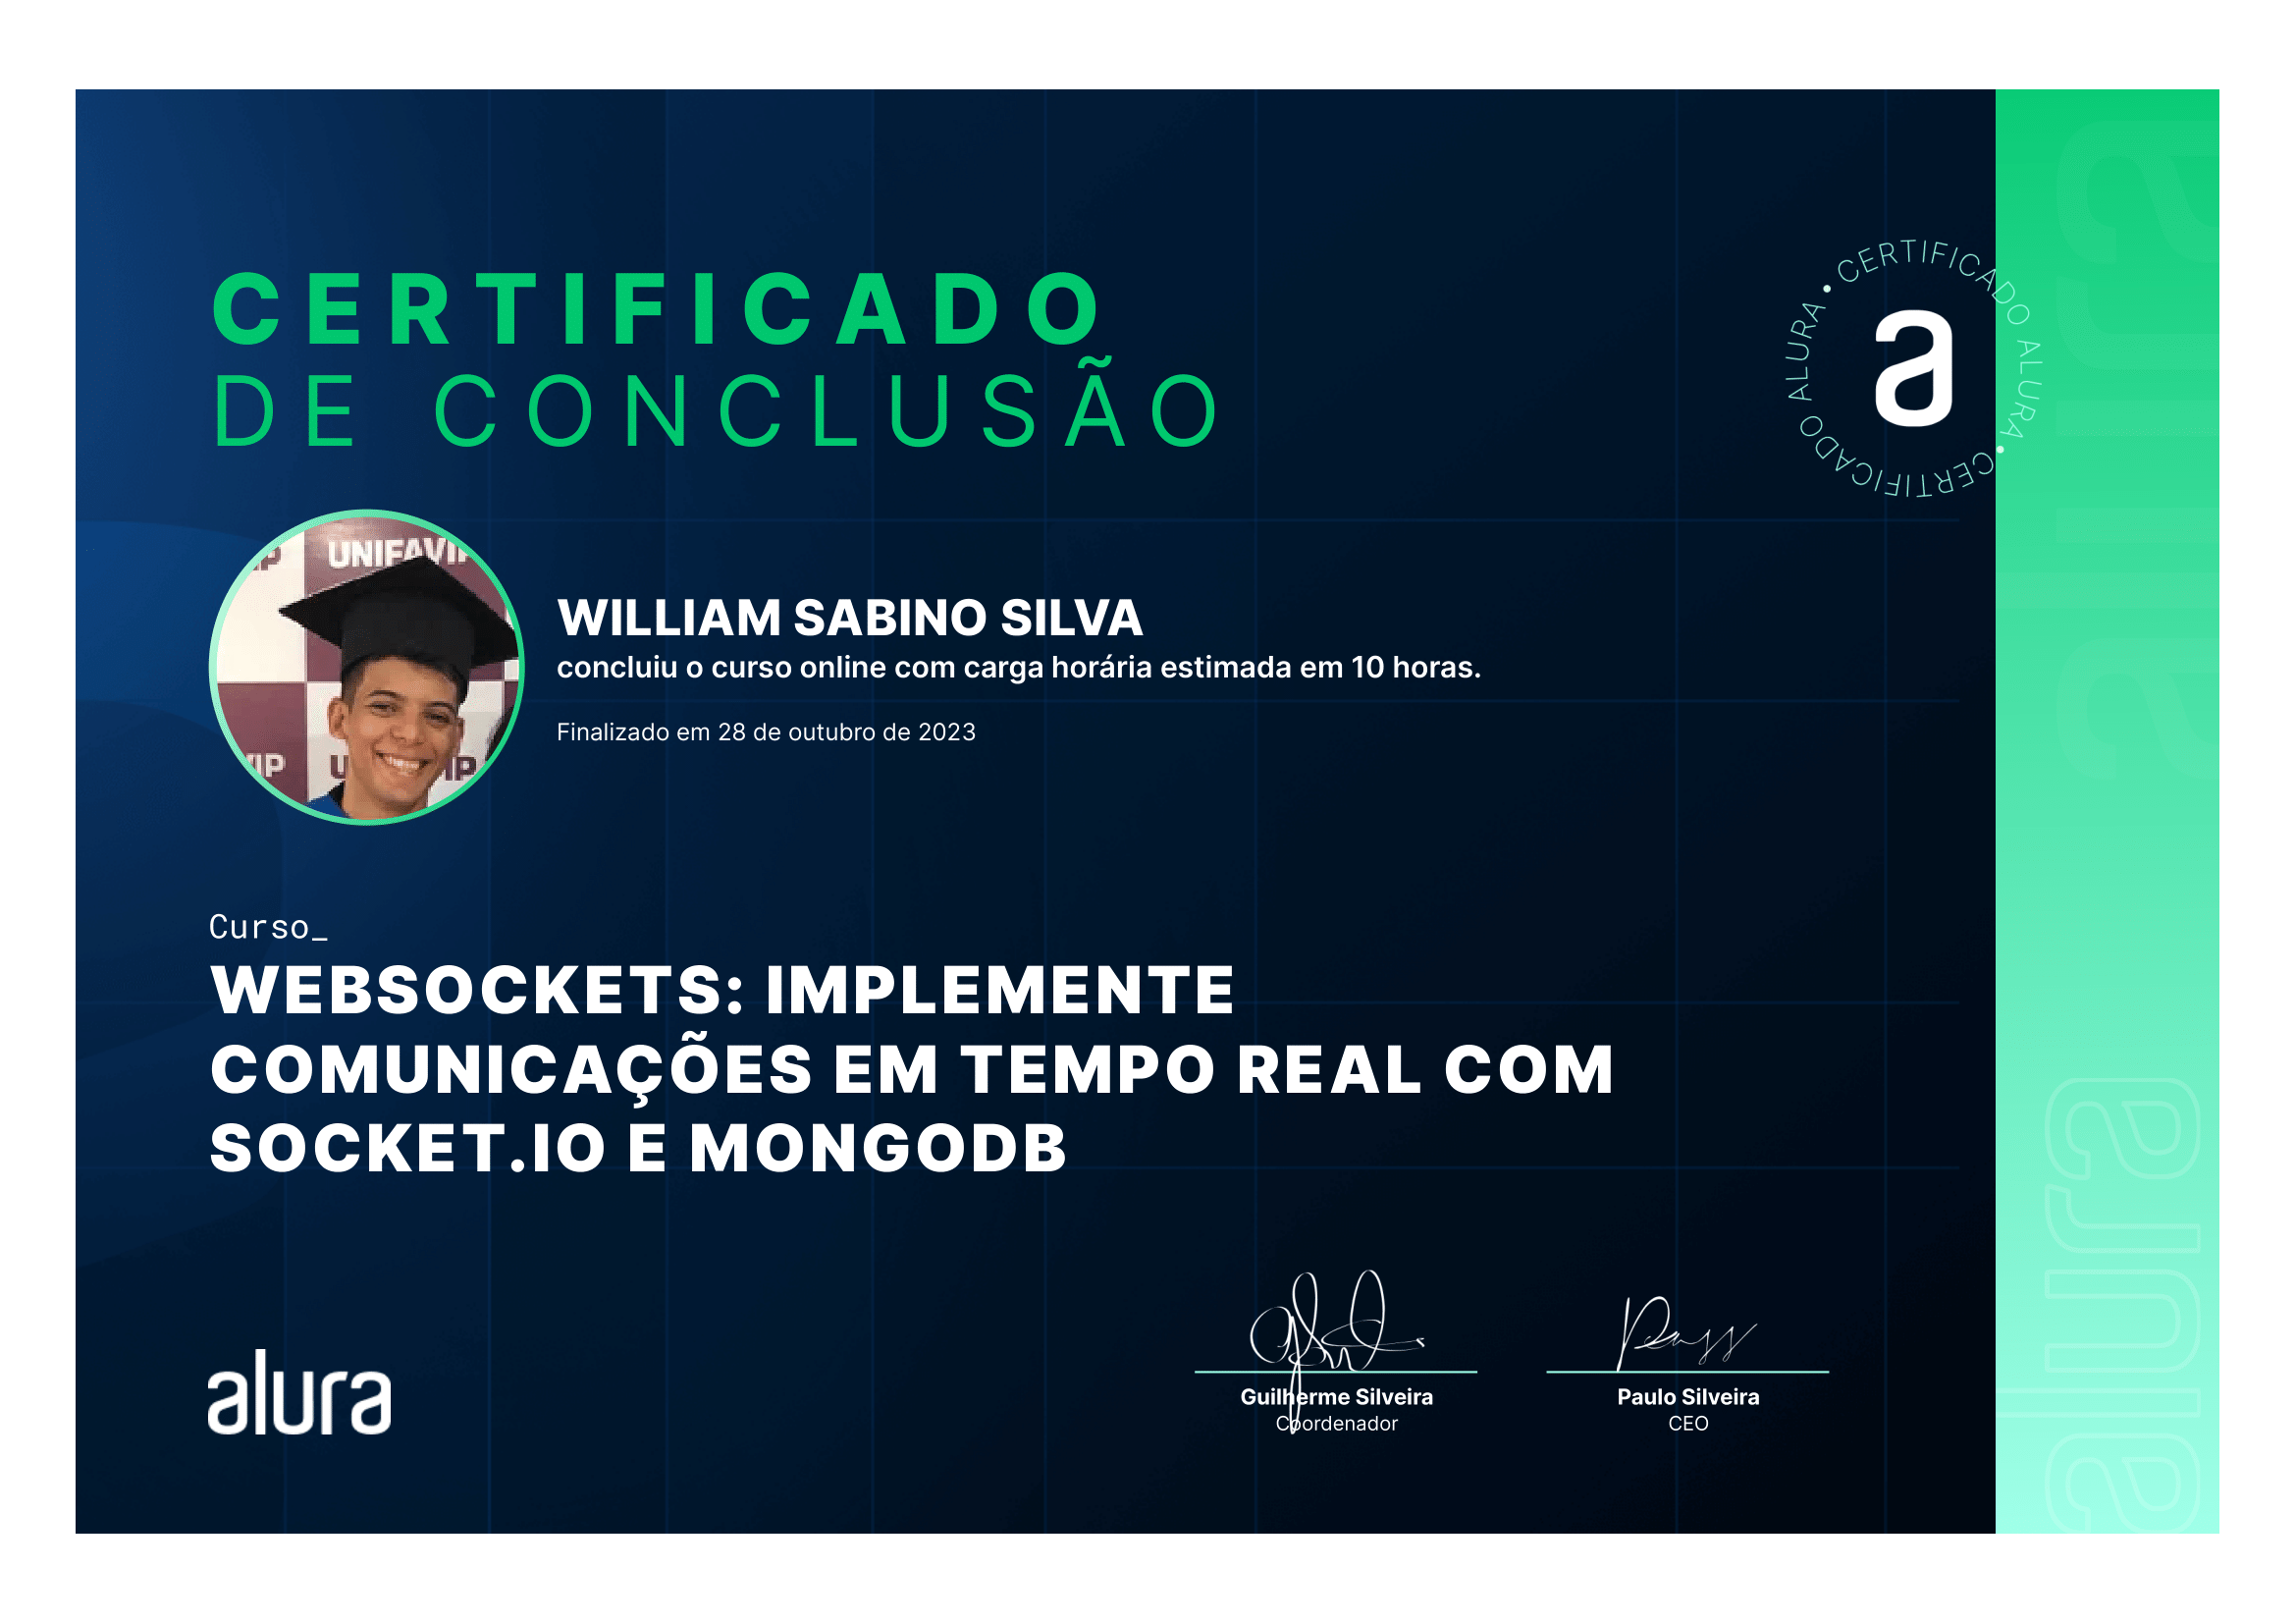 CERTIFICADO
DE CONCLUSÃO
CERTIFICADO ALURA • CERTIFICADO ALURA •
a
UNIFAVIP
WILLIAM SABINO SILVA
concluiu o curso online com carga horária estimada em 10 horas.
Finalizado em 28 de outubro de 2023
Curso_
WEBSOCKETS: IMPLEMENTE
COMUNICAÇÕES EM TEMPO REAL COM
SOCKET.IO E MONGODB
alura
Guilherme Silveira
Coordenador
Paulo Silveira
CEO
alura
alura